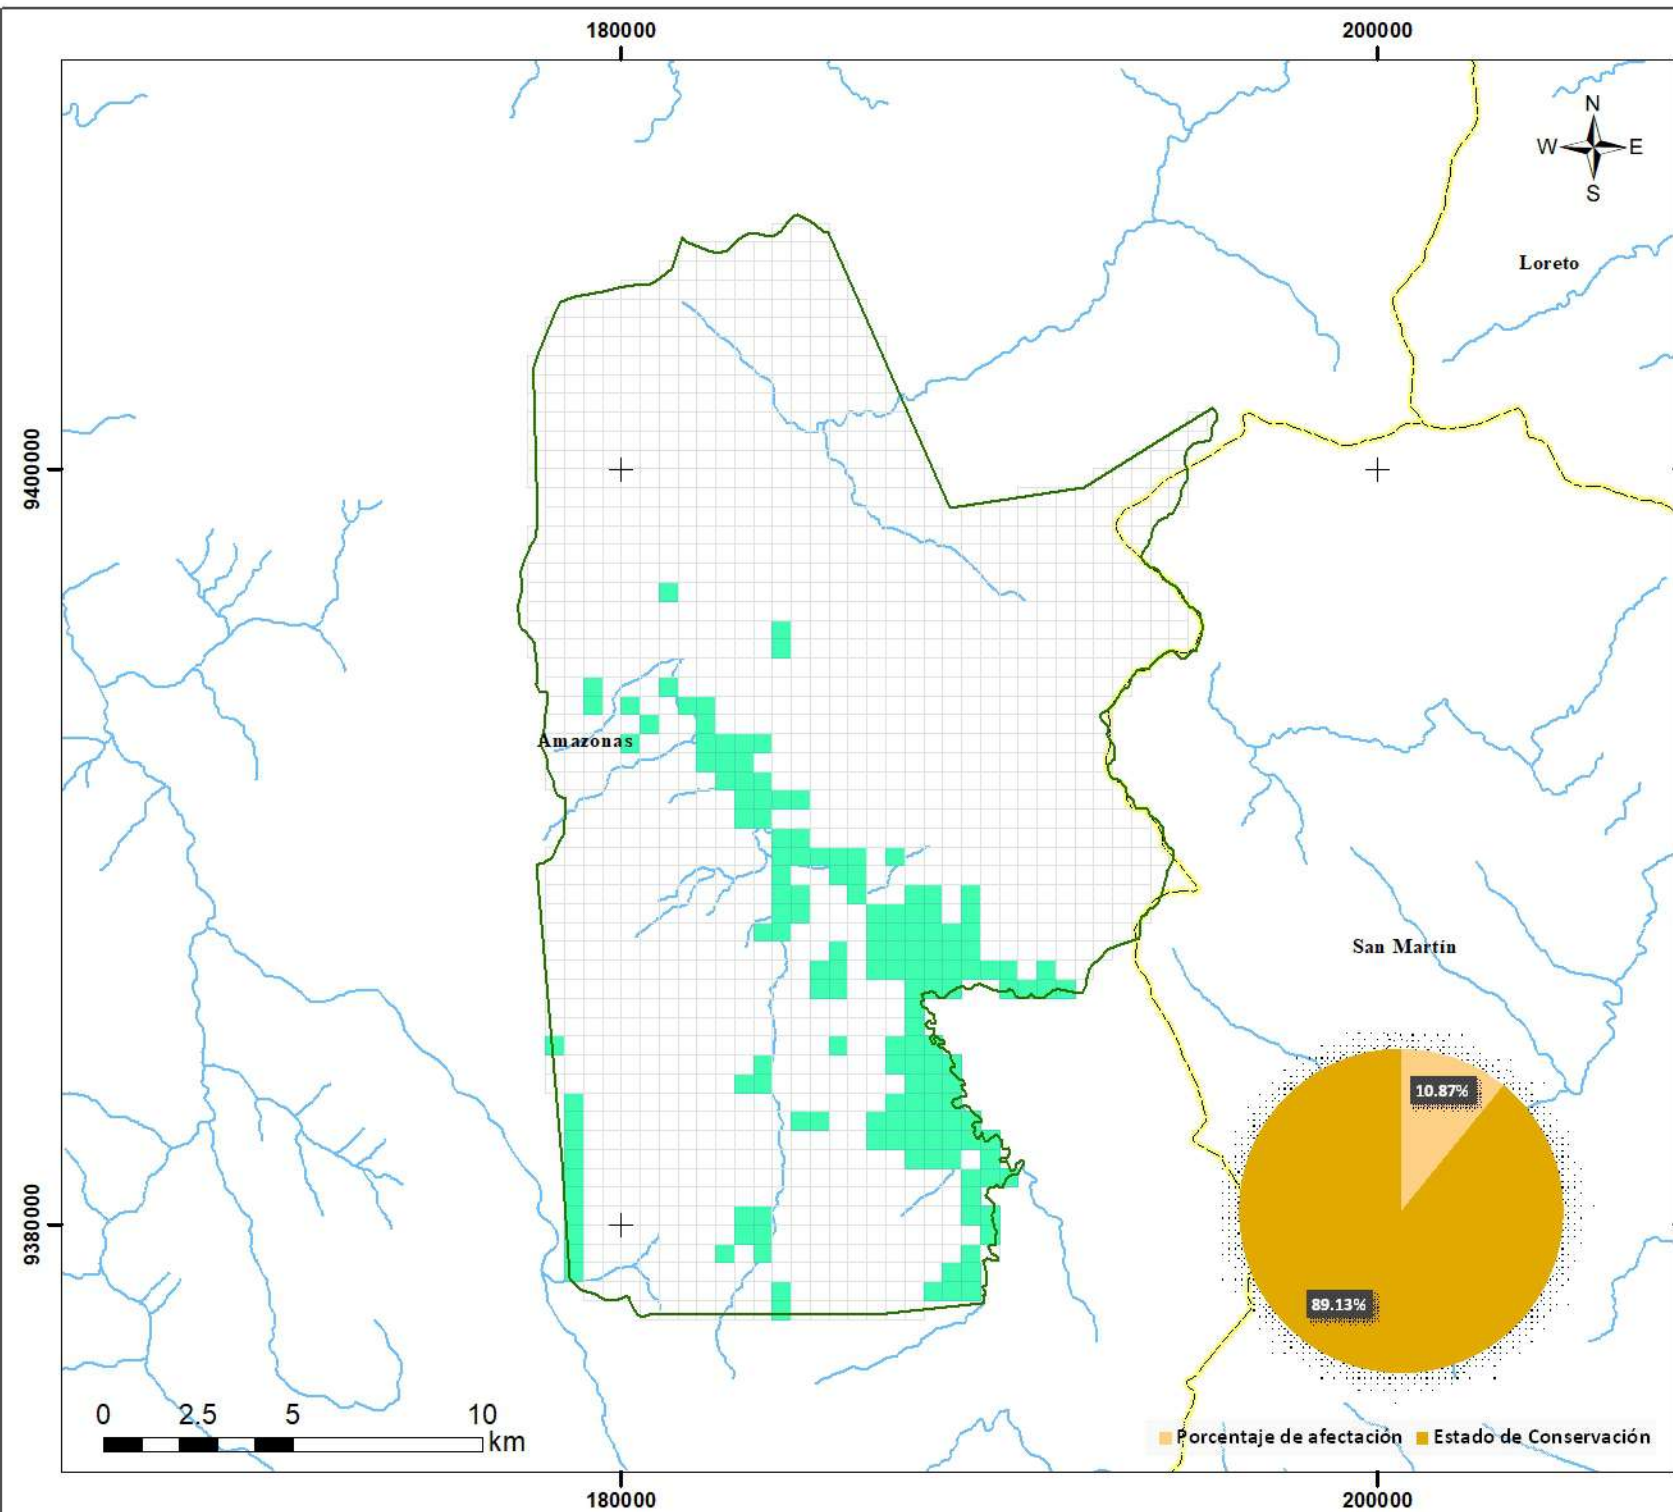 180000
200000
N
W
E
S
Loreto
9400000
Amazonas
San Martín
10.87%
9380000
89.13%
0
2.5
5
10
km
Porcentaje de afectación
Estado de Conservación
180000
200000